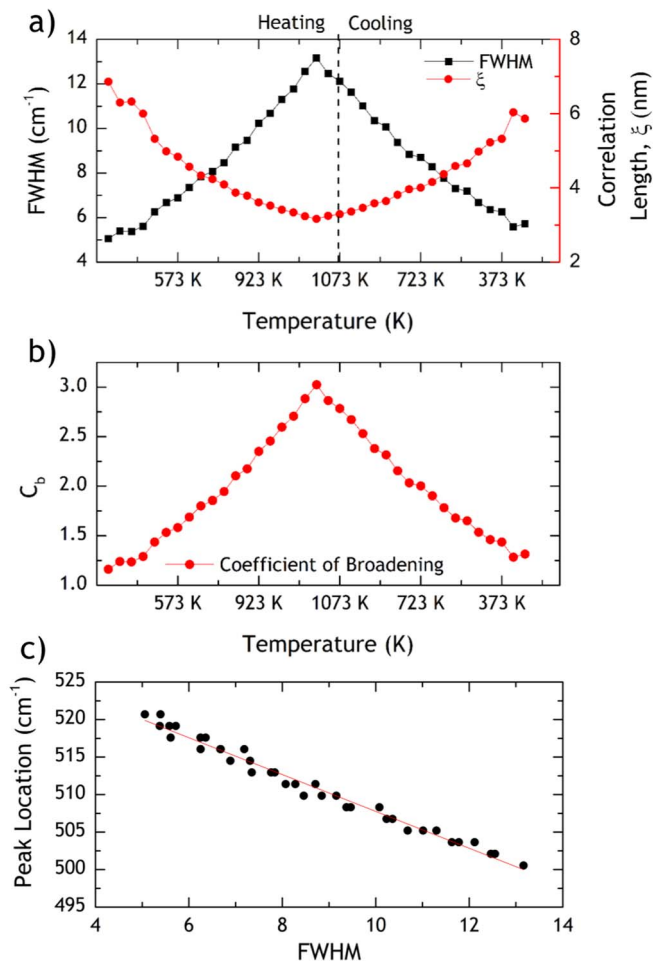 a)
Heating
Cooling
14
12
10
8
6
4
FWHM (cm⁻¹)
FWHM
ξ
8
6
4
2
Correlation
Length, ξ (nm)
573 K
923 K
1073 K
723 K
373 K
Temperature (K)
b)
3.0
2.5
2.0
1.5
1.0
C_b
Coefficient of Broadening
573 K
923 K
1073 K
723 K
373 K
Temperature (K)
c)
525
520
515
510
505
500
495
Peak Location (cm⁻¹)
4
6
8
10
12
14
FWHM